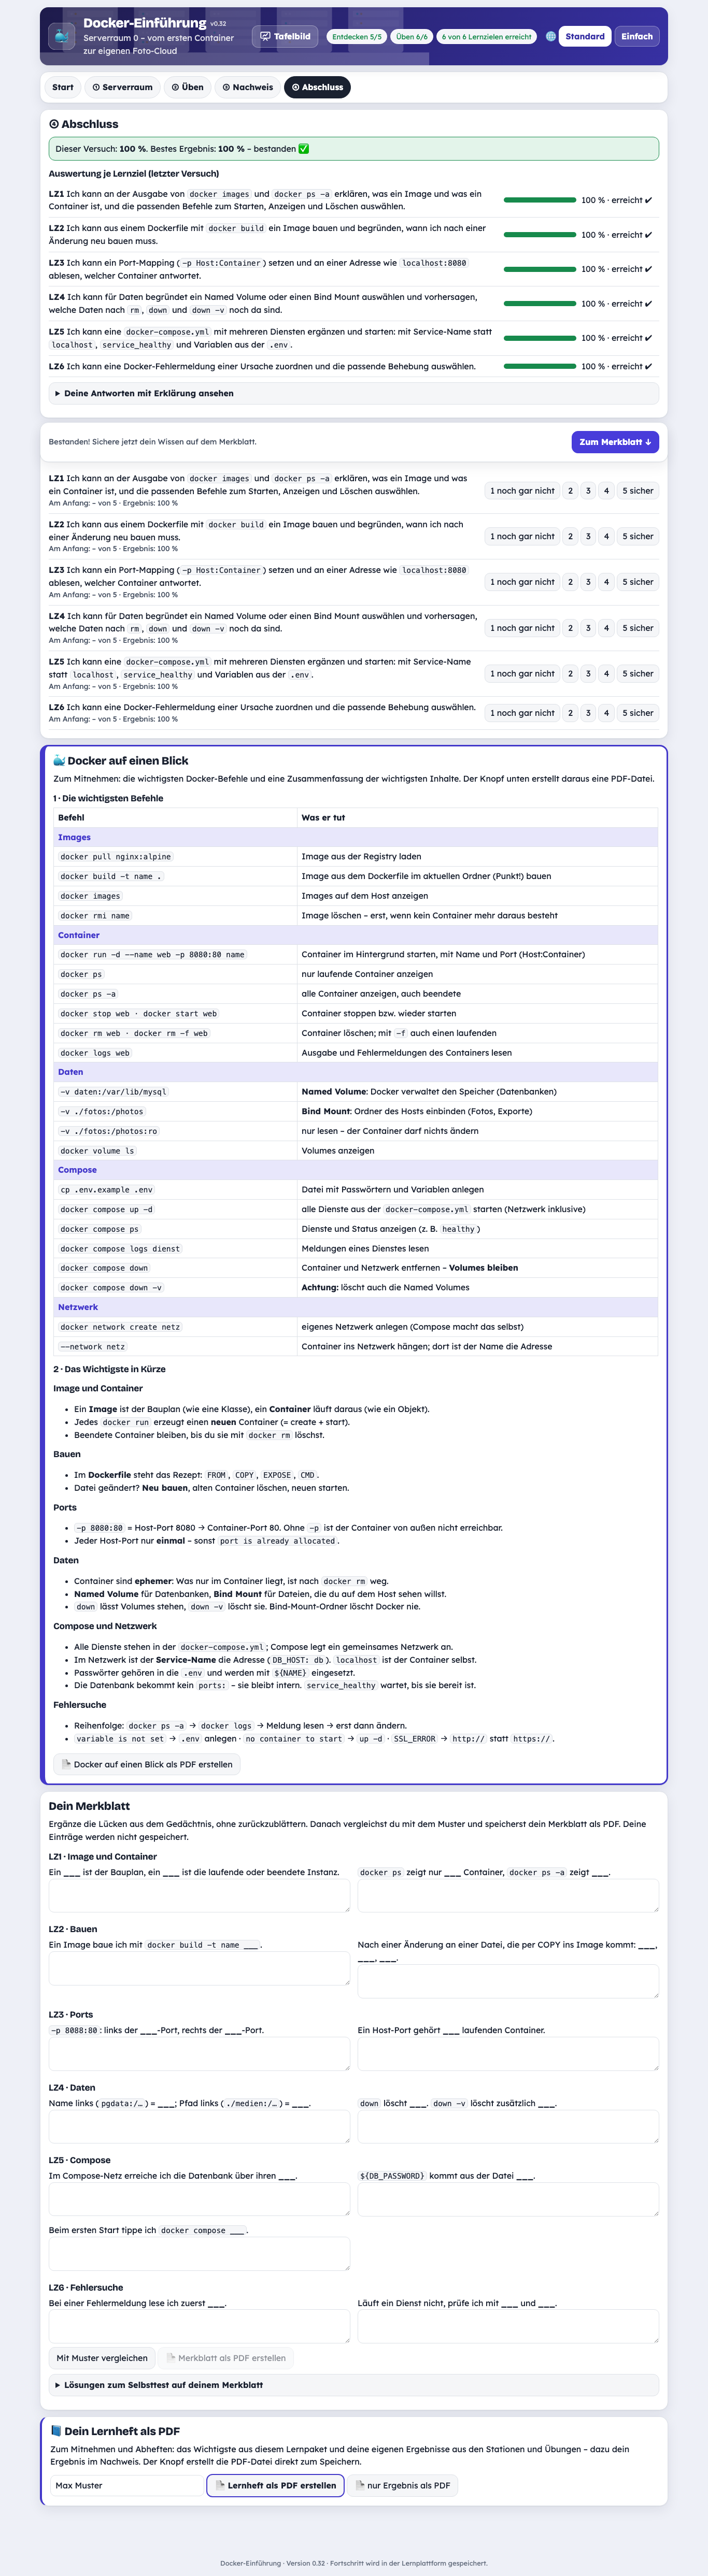 Docker-Einführung v0.32
Serverraum 0 – vom ersten Container
zur eigenen Foto-Cloud
Tafelbild
Entdecken 5/5
Üben 6/6
6 von 6 Lernzielen erreicht
Standard
Einfach
Start
① Serverraum
② Üben
③ Nachweis
④ Abschluss
④ Abschluss
Dieser Versuch: 100 %. Bestes Ergebnis: 100 % – bestanden ✅
Auswertung je Lernziel (letzter Versuch)
LZ1 Ich kann an der Ausgabe von docker images und docker ps -a erklären, was ein Image und was ein
Container ist, und die passenden Befehle zum Starten, Anzeigen und Löschen auswählen.
100 % · erreicht ✔
LZ2 Ich kann aus einem Dockerfile mit docker build ein Image bauen und begründen, wann ich nach einer
Änderung neu bauen muss.
100 % · erreicht ✔
LZ3 Ich kann ein Port-Mapping (-p Host:Container) setzen und an einer Adresse wie localhost:8080
ablesen, welcher Container antwortet.
100 % · erreicht ✔
LZ4 Ich kann für Daten begründet ein Named Volume oder einen Bind Mount auswählen und vorhersagen,
welche Daten nach rm, down und down -v noch da sind.
100 % · erreicht ✔
LZ5 Ich kann eine docker-compose.yml mit mehreren Diensten ergänzen und starten: mit Service-Name statt
localhost, service_healthy und Variablen aus der .env.
100 % · erreicht ✔
LZ6 Ich kann eine Docker-Fehlermeldung einer Ursache zuordnen und die passende Behebung auswählen.
100 % · erreicht ✔
▶ Deine Antworten mit Erklärung ansehen
Bestanden! Sichere jetzt dein Wissen auf dem Merkblatt.
Zum Merkblatt ↓
LZ1 Ich kann an der Ausgabe von docker images und docker ps -a erklären, was ein Image und was
ein Container ist, und die passenden Befehle zum Starten, Anzeigen und Löschen auswählen.
Am Anfang: – von 5 · Ergebnis: 100 %
1 noch gar nicht 2 3 4 5 sicher
LZ2 Ich kann aus einem Dockerfile mit docker build ein Image bauen und begründen, wann ich nach
einer Änderung neu bauen muss.
Am Anfang: – von 5 · Ergebnis: 100 %
1 noch gar nicht 2 3 4 5 sicher
LZ3 Ich kann ein Port-Mapping (-p Host:Container) setzen und an einer Adresse wie localhost:8080
ablesen, welcher Container antwortet.
Am Anfang: – von 5 · Ergebnis: 100 %
1 noch gar nicht 2 3 4 5 sicher
LZ4 Ich kann für Daten begründet ein Named Volume oder einen Bind Mount auswählen und vorhersagen,
welche Daten nach rm, down und down -v noch da sind.
Am Anfang: – von 5 · Ergebnis: 100 %
1 noch gar nicht 2 3 4 5 sicher
LZ5 Ich kann eine docker-compose.yml mit mehreren Diensten ergänzen und starten: mit Service-Name
statt localhost, service_healthy und Variablen aus der .env.
Am Anfang: – von 5 · Ergebnis: 100 %
1 noch gar nicht 2 3 4 5 sicher
LZ6 Ich kann eine Docker-Fehlermeldung einer Ursache zuordnen und die passende Behebung auswählen.
Am Anfang: – von 5 · Ergebnis: 100 %
1 noch gar nicht 2 3 4 5 sicher
Docker auf einen Blick
Zum Mitnehmen: die wichtigsten Docker-Befehle und eine Zusammenfassung der wichtigsten Inhalte. Der Knopf unten erstellt daraus eine PDF-Datei.
1 · Die wichtigsten Befehle
Befehl Was er tut
Images
docker pull nginx:alpine Image aus der Registry laden
docker build -t name . Image aus dem Dockerfile im aktuellen Ordner (Punkt!) bauen
docker images Images auf dem Host anzeigen
docker rmi name Image löschen – erst, wenn kein Container mehr daraus besteht
Container
docker run -d --name web -p 8080:80 name Container im Hintergrund starten, mit Name und Port (Host:Container)
docker ps nur laufende Container anzeigen
docker ps -a alle Container anzeigen, auch beendete
docker stop web · docker start web Container stoppen bzw. wieder starten
docker rm web · docker rm -f web Container löschen; mit -f auch einen laufenden
docker logs web Ausgabe und Fehlermeldungen des Containers lesen
Daten
-v daten:/var/lib/mysql Named Volume: Docker verwaltet den Speicher (Datenbanken)
-v ./fotos:/photos Bind Mount: Ordner des Hosts einbinden (Fotos, Exporte)
-v ./fotos:/photos:ro nur lesen – der Container darf nichts ändern
docker volume ls Volumes anzeigen
Compose
cp .env.example .env Datei mit Passwörtern und Variablen anlegen
docker compose up -d alle Dienste aus der docker-compose.yml starten (Netzwerk inklusive)
docker compose ps Dienste und Status anzeigen (z. B. healthy)
docker compose logs dienst Meldungen eines Dienstes lesen
docker compose down Container und Netzwerk entfernen – Volumes bleiben
docker compose down -v Achtung: löscht auch die Named Volumes
Netzwerk
docker network create netz eigenes Netzwerk anlegen (Compose macht das selbst)
--network netz Container ins Netzwerk hängen; dort ist der Name die Adresse
2 · Das Wichtigste in Kürze
Image und Container
• Ein Image ist der Bauplan (wie eine Klasse), ein Container läuft daraus (wie ein Objekt).
• Jedes docker run erzeugt einen neuen Container (= create + start).
• Beendete Container bleiben, bis du sie mit docker rm löschst.
Bauen
• Im Dockerfile steht das Rezept: FROM, COPY, EXPOSE, CMD.
• Datei geändert? Neu bauen, alten Container löschen, neuen starten.
Ports
• -p 8080:80 = Host-Port 8080 → Container-Port 80. Ohne -p ist der Container von außen nicht erreichbar.
• Jeder Host-Port nur einmal – sonst port is already allocated.
Daten
• Container sind ephemer: Was nur im Container liegt, ist nach docker rm weg.
• Named Volume für Datenbanken, Bind Mount für Dateien, die du auf dem Host sehen willst.
• down lässt Volumes stehen, down -v löscht sie. Bind-Mount-Ordner löscht Docker nie.
Compose und Netzwerk
• Alle Dienste stehen in der docker-compose.yml; Compose legt ein gemeinsames Netzwerk an.
• Im Netzwerk ist der Service-Name die Adresse (DB_HOST: db). localhost ist der Container selbst.
• Passwörter gehören in die .env und werden mit ${NAME} eingesetzt.
• Die Datenbank bekommt kein ports: – sie bleibt intern. service_healthy wartet, bis sie bereit ist.
Fehlersuche
• Reihenfolge: docker ps -a → docker logs → Meldung lesen → erst dann ändern.
• variable is not set → .env anlegen · no container to start → up -d · SSL_ERROR → http:// statt https://.
Docker auf einen Blick als PDF erstellen
Dein Merkblatt
Ergänze die Lücken aus dem Gedächtnis, ohne zurückzublättern. Danach vergleichst du mit dem Muster und speicherst dein Merkblatt als PDF. Deine
Einträge werden nicht gespeichert.
LZ1 · Image und Container
Ein ___ ist der Bauplan, ein ___ ist die laufende oder beendete Instanz.
docker ps zeigt nur ___ Container, docker ps -a zeigt ___.
LZ2 · Bauen
Ein Image baue ich mit docker build -t name ___.
Nach einer Änderung an einer Datei, die per COPY ins Image kommt: ___,
___, ___.
LZ3 · Ports
-p 8088:80: links der ___-Port, rechts der ___-Port.
Ein Host-Port gehört ___ laufenden Container.
LZ4 · Daten
Name links (pgdata:/…) = ___; Pfad links (./medien:/…) = ___.
down löscht ___. down -v löscht zusätzlich ___.
LZ5 · Compose
Im Compose-Netz erreiche ich die Datenbank über ihren ___.
${DB_PASSWORD} kommt aus der Datei ___.
Beim ersten Start tippe ich docker compose ___.
LZ6 · Fehlersuche
Bei einer Fehlermeldung lese ich zuerst ___.
Läuft ein Dienst nicht, prüfe ich mit ___ und ___.
Mit Muster vergleichen
Merkblatt als PDF erstellen
▶ Lösungen zum Selbsttest auf deinem Merkblatt
Dein Lernheft als PDF
Zum Mitnehmen und Abheften: das Wichtigste aus diesem Lernpaket und deine eigenen Ergebnisse aus den Stationen und Übungen – dazu dein
Ergebnis im Nachweis. Der Knopf erstellt die PDF-Datei direkt zum Speichern.
Max Muster
Lernheft als PDF erstellen
nur Ergebnis als PDF
Docker-Einführung · Version 0.32 · Fortschritt wird in der Lernplattform gespeichert.